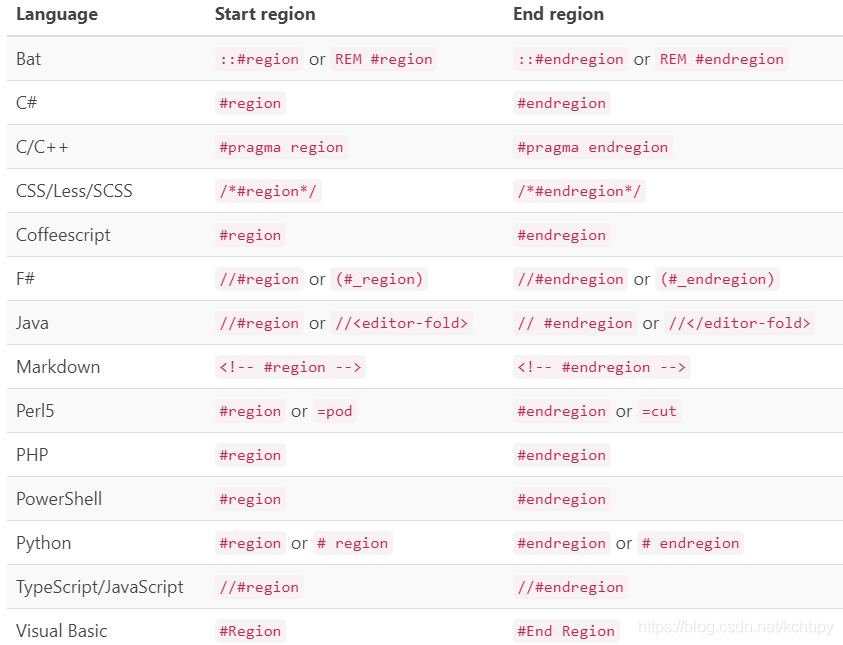 Language Start region End region
Bat ::#region or REM #region ::#endregion or REM #endregion
C# #region #endregion
C/C++ #pragma region #pragma endregion
CSS/Less/SCSS /*#region*/ /*#endregion*/
Coffeescript #region #endregion
F# //#region or (#_region) //#endregion or (#_endregion)
Java //#region or //<editor-fold> // #endregion or //</editor-fold>
Markdown <!-- #region --> <!-- #endregion -->
Perl5 #region or =pod #endregion or =cut
PHP #region #endregion
PowerShell #region #endregion
Python #region or # region #endregion or # endregion
TypeScript/JavaScript //#region //#endregion
Visual Basic #Region #End Region https://blog.csdn.net/kchbpy